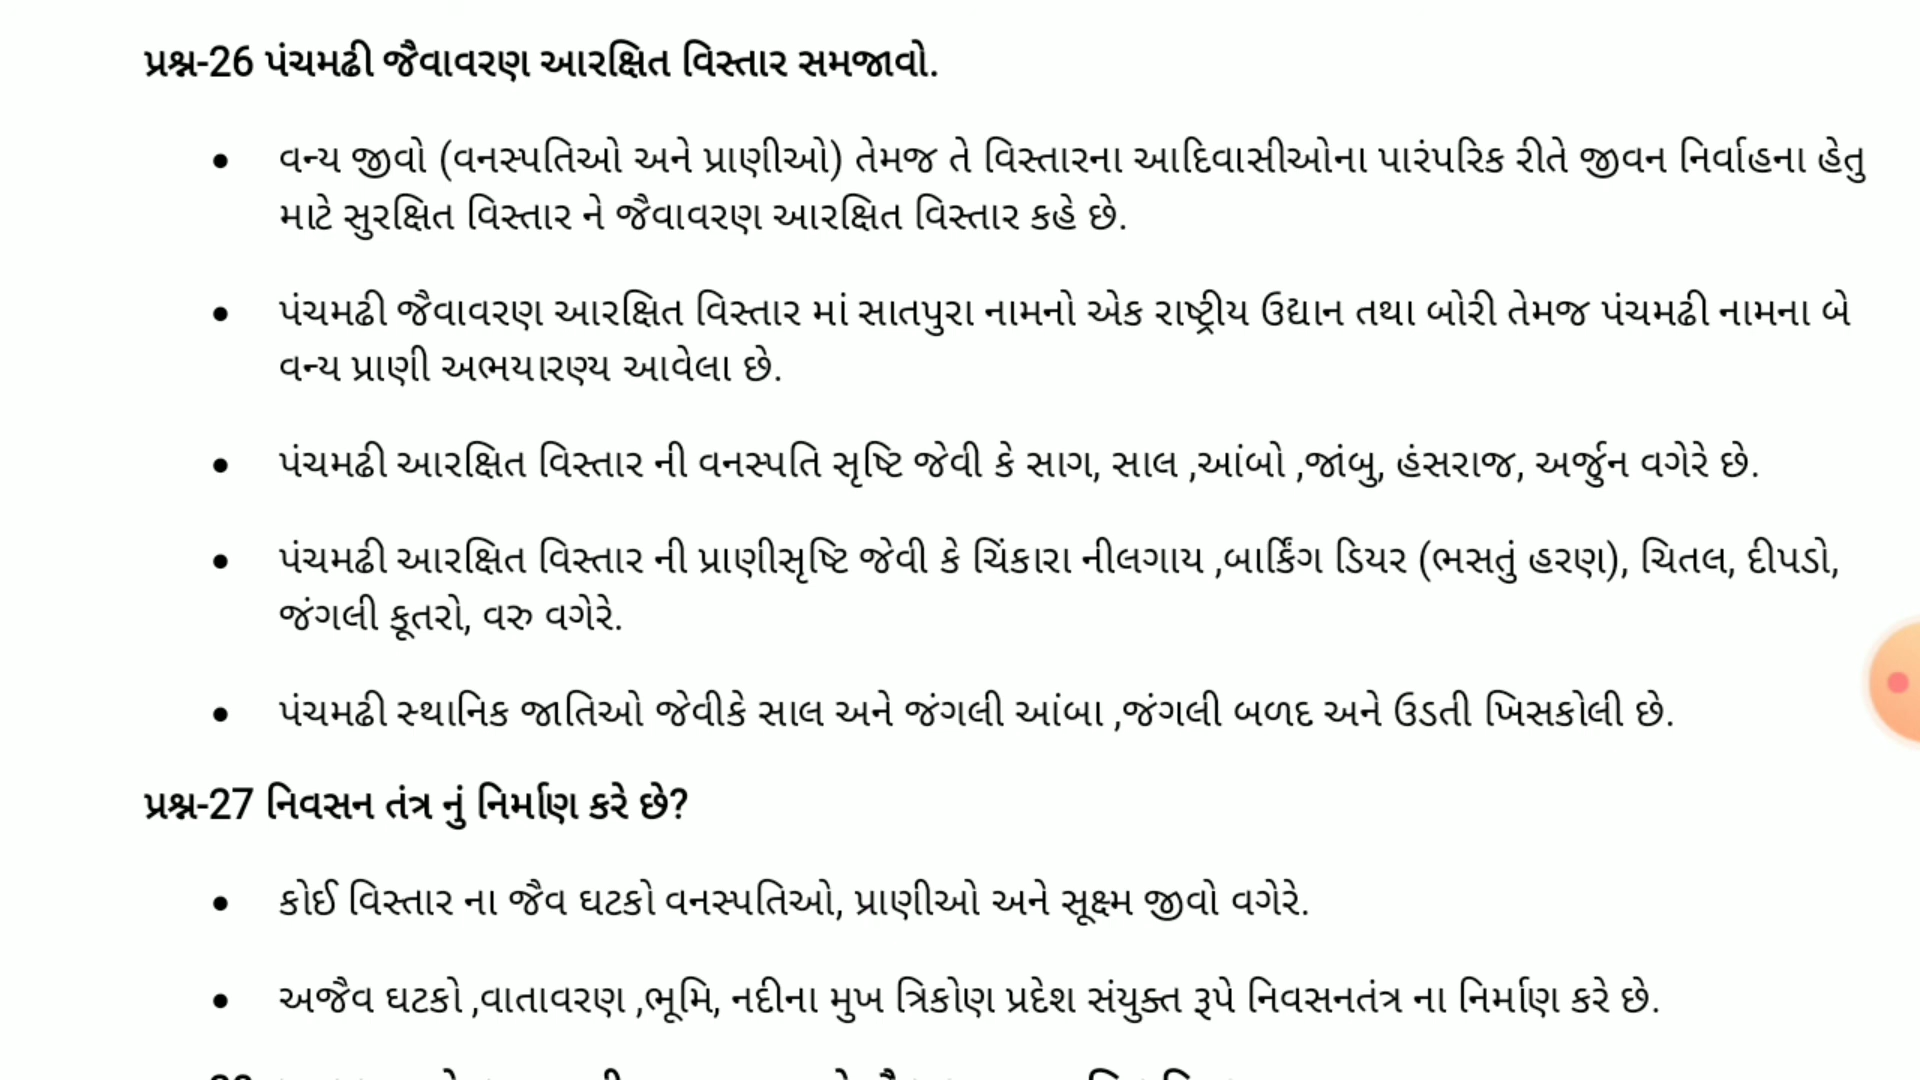 પ્રશ્ન-26 પંચમઢી જૈવાવરણ આરક્ષિત વિસ્તાર સમજાવો.
• વન્ય જીવો (વનસ્પતિઓ અને પ્રાણીઓ) તેમજ તે વિસ્તારના આદિવાસીઓના પારંપરિક રીતે જીવન નિર્વાહના હેતુ
માટે સુરક્ષિત વિસ્તાર ને જૈવાવરણ આરક્ષિત વિસ્તાર કહે છે.
• પંચમઢી જૈવાવરણ આરક્ષિત વિસ્તાર માં સાતપુરા નામનો એક રાષ્ટ્રીય ઉદ્યાન તથા બોરી તેમજ પંચમઢી નામના બે
વન્ય પ્રાણી અભયારણ્ય આવેલા છે.
• પંચમઢી આરક્ષિત વિસ્તાર ની વનસ્પતિ સૃષ્ટિ જેવી કે સાગ, સાલ ,આંબો ,જાંબુ, હંસરાજ, અર્જુન વગેરે છે.
• પંચમઢી આરક્ષિત વિસ્તાર ની પ્રાણીસૃષ્ટિ જેવી કે ચિંકારા નીલગાય ,બાર્કિંગ ડિયર (ભસતું હરણ), ચિતલ, દીપડો,
જંગલી કૂતરો, વરુ વગેરે.
• પંચમઢી સ્થાનિક જાતિઓ જેવીકે સાલ અને જંગલી આંબા ,જંગલી બળદ અને ઉડતી ખિસકોલી છે.
પ્રશ્ન-27 નિવસન તંત્ર નું નિર્માણ કરે છે?
• કોઈ વિસ્તાર ના જૈવ ઘટકો વનસ્પતિઓ, પ્રાણીઓ અને સૂક્ષ્મ જીવો વગેરે.
• અજૈવ ઘટકો ,વાતાવરણ ,ભૂમિ, નદીના મુખ ત્રિકોણ પ્રદેશ સંયુક્ત રૂપે નિવસનતંત્ર ના નિર્માણ કરે છે.